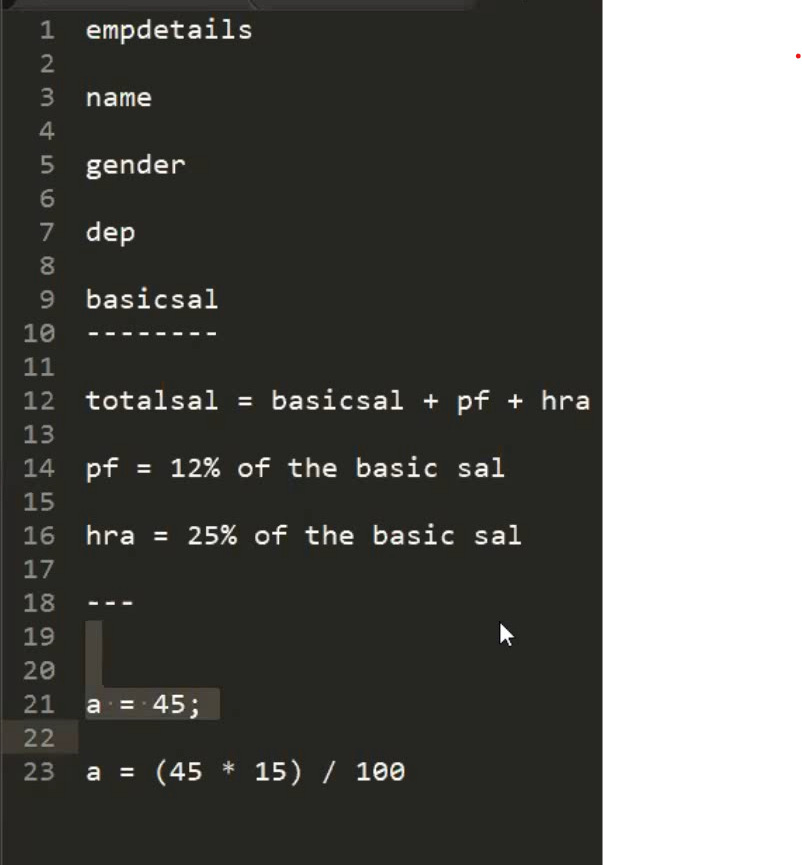 1 empdetails
2
3 name
4
5 gender
6
7 dep
8
9 basicsal
10 --------
11
12 totalsal = basicsal + pf + hra
13
14 pf = 12% of the basic sal
15
16 hra = 25% of the basic sal
17
18 ---
19
20
21 a = 45;
22
23 a = (45 * 15) / 100